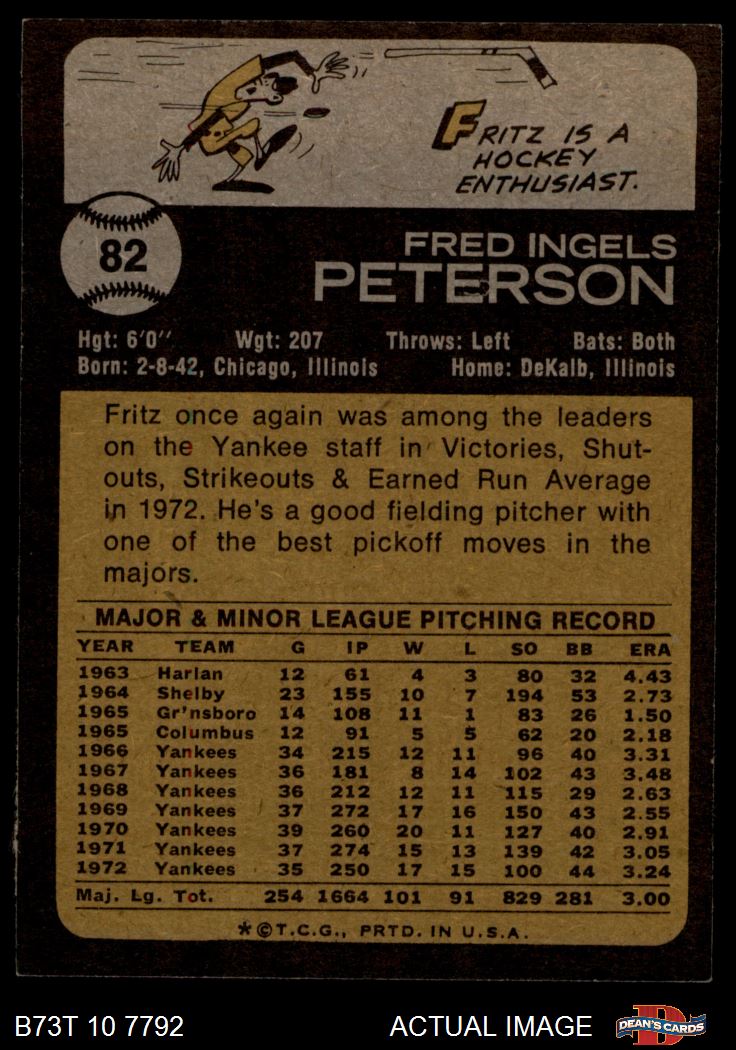 FRITZ IS A
HOCKEY
ENTHUSIAST.
82
FRED INGELS
PETERSON
Hgt: 6'0" Wgt: 207 Throws: Left Bats: Both
Born: 2-8-42, Chicago, Illinois Home: DeKalb, Illinois
Fritz once again was among the leaders
on the Yankee staff in Victories, Shut-
outs, Strikeouts & Earned Run Average
in 1972. He's a good fielding pitcher with
one of the best pickoff moves in the
majors.
MAJOR & MINOR LEAGUE PITCHING RECORD
YEAR TEAM G IP W L SO BB ERA
1963 Harlan 12 61 4 3 80 32 4.43
1964 Shelby 23 155 10 7 194 53 2.73
1965 Gr'nsboro 14 108 11 1 83 26 1.50
1965 Columbus 12 91 5 5 62 20 2.18
1966 Yankees 34 215 12 11 96 40 3.31
1967 Yankees 36 181 8 14 102 43 3.48
1968 Yankees 36 212 12 11 115 29 2.63
1969 Yankees 37 272 17 16 150 43 2.55
1970 Yankees 39 260 20 11 127 40 2.91
1971 Yankees 37 274 15 13 139 42 3.05
1972 Yankees 35 250 17 15 100 44 3.24
Maj. Lg. Tot. 254 1664 101 91 829 281 3.00
*©T.C.G., PRTD. IN U.S.A.
B73T 10 7792 ACTUAL IMAGE DEAN'S CARDS